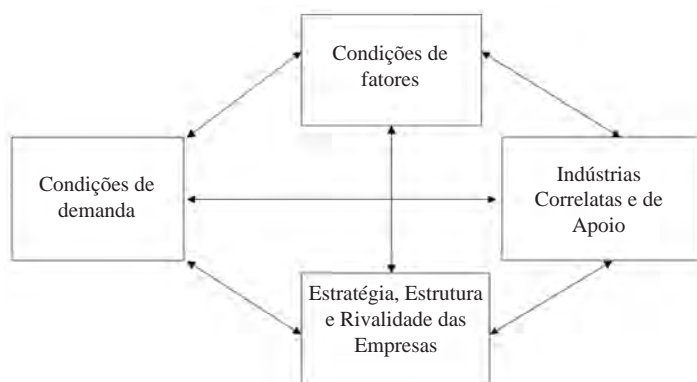 Condições de
fatores
Condições de
demanda
Indústrias
Correlatas e de
Apoio
Estratégia, Estrutura
e Rivalidade das
Empresas